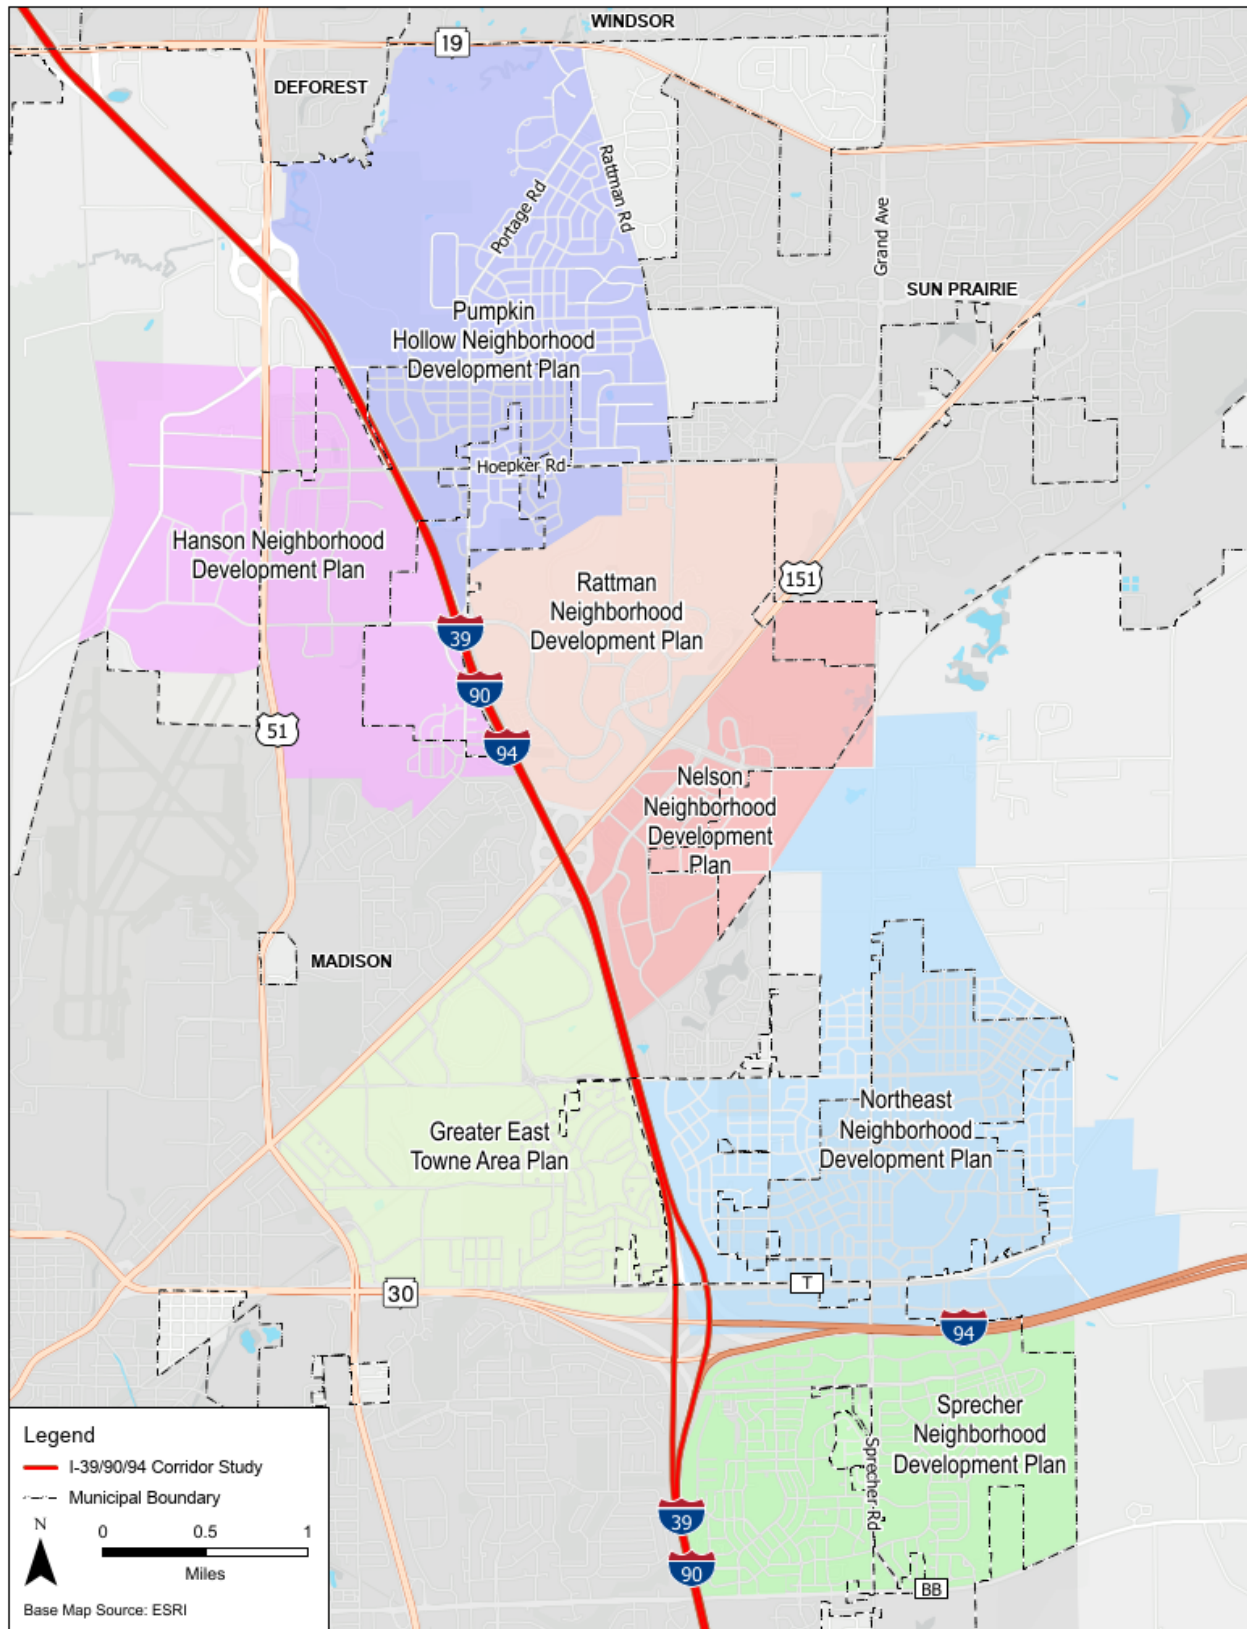 WINDSOR
19
DEFOREST
Rattman Rd
Portage Rd
Grand Ave
SUN PRAIRIE
Pumpkin
Hollow Neighborhood
Development Plan
Hoepker Rd
Hanson Neighborhood
Development Plan
Rattman
Neighborhood
Development Plan
151
39
90
94
51
Nelson
Neighborhood
Development
Plan
MADISON
Northeast
Neighborhood
Development Plan
Greater East
Towne Area Plan
30
T
94
Sprecher
Neighborhood
Development Plan
Sprecher Rd
39
90
BB
Legend
I-39/90/94 Corridor Study
Municipal Boundary
N
0 0.5 1
Miles
Base Map Source: ESRI